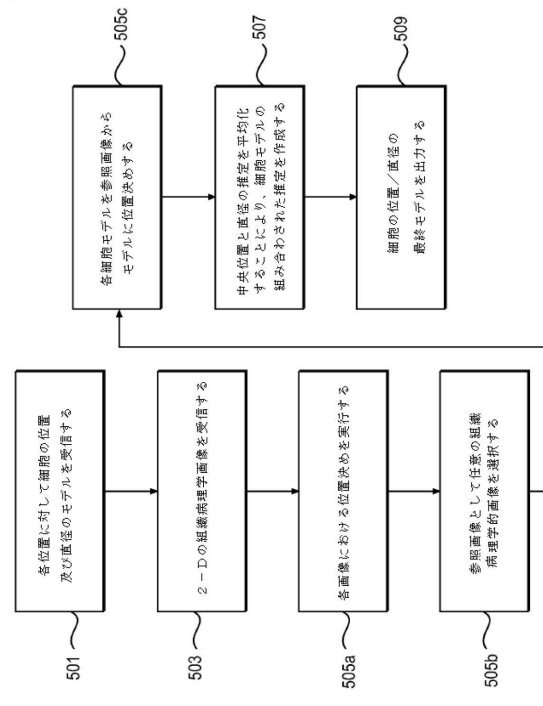 501
各位置に対して細胞の位置
及び直径のモデルを受信する
503
2-Dの組織病理学画像を受信する
505a
各画像における位置決めを実行する
505b
参照画像として任意の組織
病理学的画像を選択する
505c
各細胞モデルを参照画像から
モデルに位置決めする
507
中央位置と直径の推定を平均化
することにより、細胞モデルの
組み合わされた推定を作成する
509
細胞の位置/直径の
最終モデルを出力する